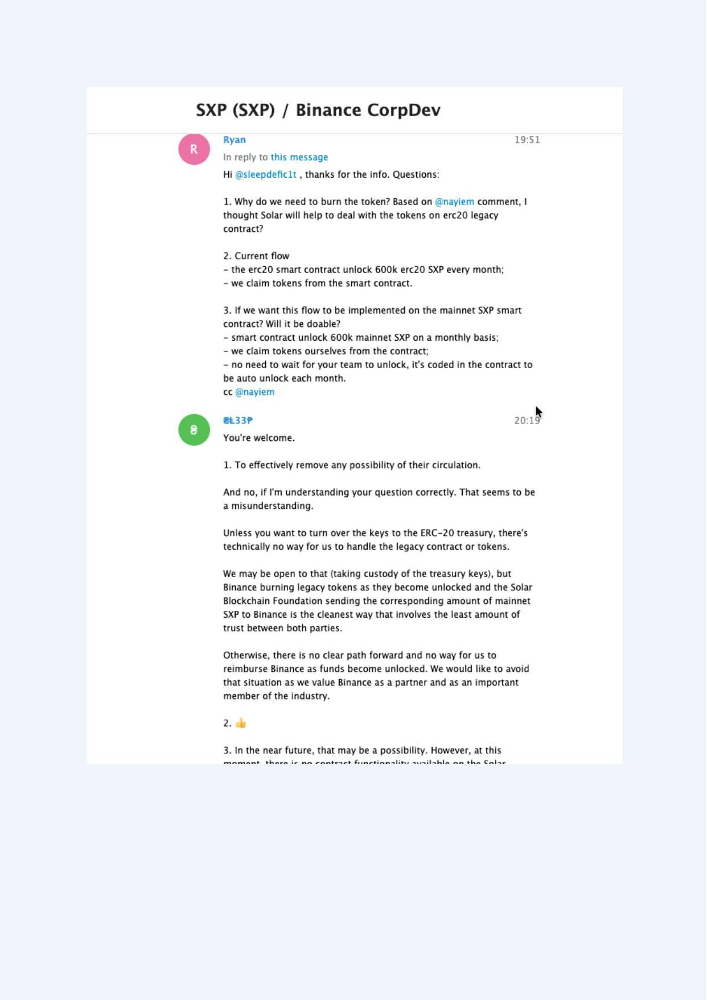 SXP (SXP) / Binance CorpDev
R
Ryan 19:51
In reply to this message
Hi @sleepdefic1t , thanks for the info. Questions:
1. Why do we need to burn the token? Based on @nayiem comment, I
thought Solar will help to deal with the tokens on erc20 legacy
contract?
2. Current flow
– the erc20 smart contract unlock 600k erc20 SXP every month;
– we claim tokens from the smart contract.
3. If we want this flow to be implemented on the mainnet SXP smart
contract? Will it be doable?
– smart contract unlock 600k mainnet SXP on a monthly basis;
– we claim tokens ourselves from the contract;
– no need to wait for your team to unlock, it's coded in the contract to
be auto unlock each month.
cc @nayiem
₴
₴Ⱡ33₱ 20:19
You're welcome.
1. To effectively remove any possibility of their circulation.
And no, if I'm understanding your question correctly. That seems to be
a misunderstanding.
Unless you want to turn over the keys to the ERC–20 treasury, there's
technically no way for us to handle the legacy contract or tokens.
We may be open to that (taking custody of the treasury keys), but
Binance burning legacy tokens as they become unlocked and the Solar
Blockchain Foundation sending the corresponding amount of mainnet
SXP to Binance is the cleanest way that involves the least amount of
trust between both parties.
Otherwise, there is no clear path forward and no way for us to
reimburse Binance as funds become unlocked. We would like to avoid
that situation as we value Binance as a partner and as an important
member of the industry.
2. 👍
3. In the near future, that may be a possibility. However, at this
moment, there is no contract functionality available on the Solar